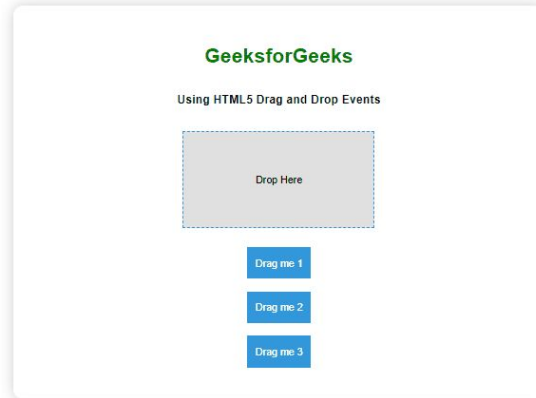 GeeksforGeeks
Using HTML5 Drag and Drop Events
Drop Here
Drag me 1
Drag me 2
Drag me 3